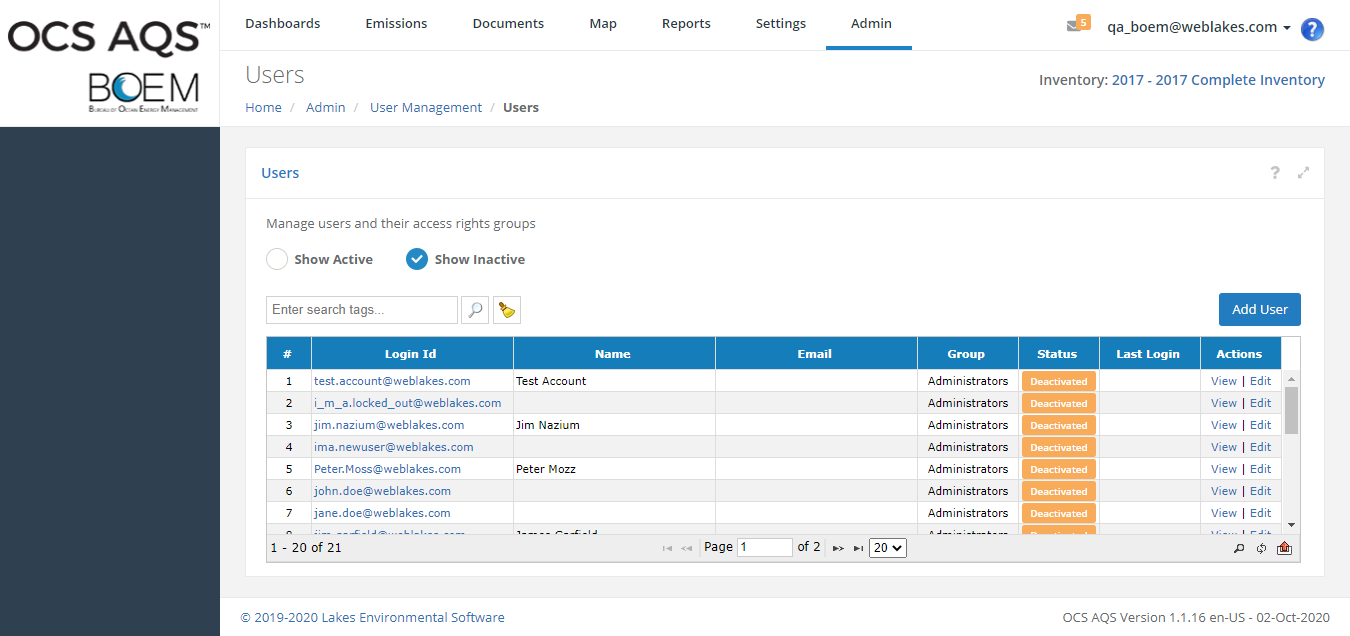 OCS AQS™
BOEM
BUREAU OF OCEAN ENERGY MANAGEMENT
Dashboards Emissions Documents Map Reports Settings Admin
5 qa_boem@weblakes.com ?
Users
Inventory: 2017 - 2017 Complete Inventory
Home / Admin / User Management / Users
Users ?
Manage users and their access rights groups
Show Active Show Inactive
Enter search tags... Add User
# Login Id Name Email Group Status Last Login Actions
1 test.account@weblakes.com Test Account Administrators Deactivated View | Edit
2 i_m_a.locked_out@weblakes.com Administrators Deactivated View | Edit
3 jim.nazium@weblakes.com Jim Nazium Administrators Deactivated View | Edit
4 ima.newuser@weblakes.com Administrators Deactivated View | Edit
5 Peter.Moss@weblakes.com Peter Mozz Administrators Deactivated View | Edit
6 john.doe@weblakes.com Administrators Deactivated View | Edit
7 jane.doe@weblakes.com Administrators Deactivated View | Edit
8 jim.garfield@weblakes.com James Garfield Administrators Deactivated View | Edit
1 - 20 of 21 Page 1 of 2 20
© 2019-2020 Lakes Environmental Software OCS AQS Version 1.1.16 en-US - 02-Oct-2020